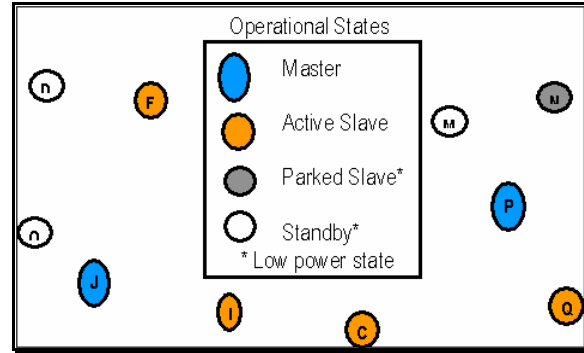 Operational States
Master
F
N
M
Active Slave
Parked Slave*
P
Standby*
* Low power state
J
I
C
Q